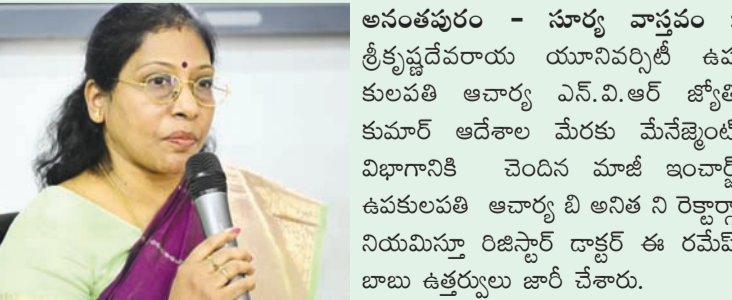 అనంతపురం - సూర్య వాస్తవం :
శ్రీకృష్ణదేవరాయ యూనివర్సిటీ ఉప
కులపతి ఆచార్య ఎన్.వి.ఆర్ జ్యోతి
కుమార్ ఆదేశాల మేరకు మేనేజ్మెంట్
విభాగానికి చెందిన మాజీ ఇంచార్జ్
ఉపకులపతి ఆచార్య బి అనిత ని రెక్టార్గా
నియమిస్తూ రిజిస్టార్ డాక్టర్ ఈ రమేష్
బాబు ఉత్తర్వులు జారీ చేశారు.